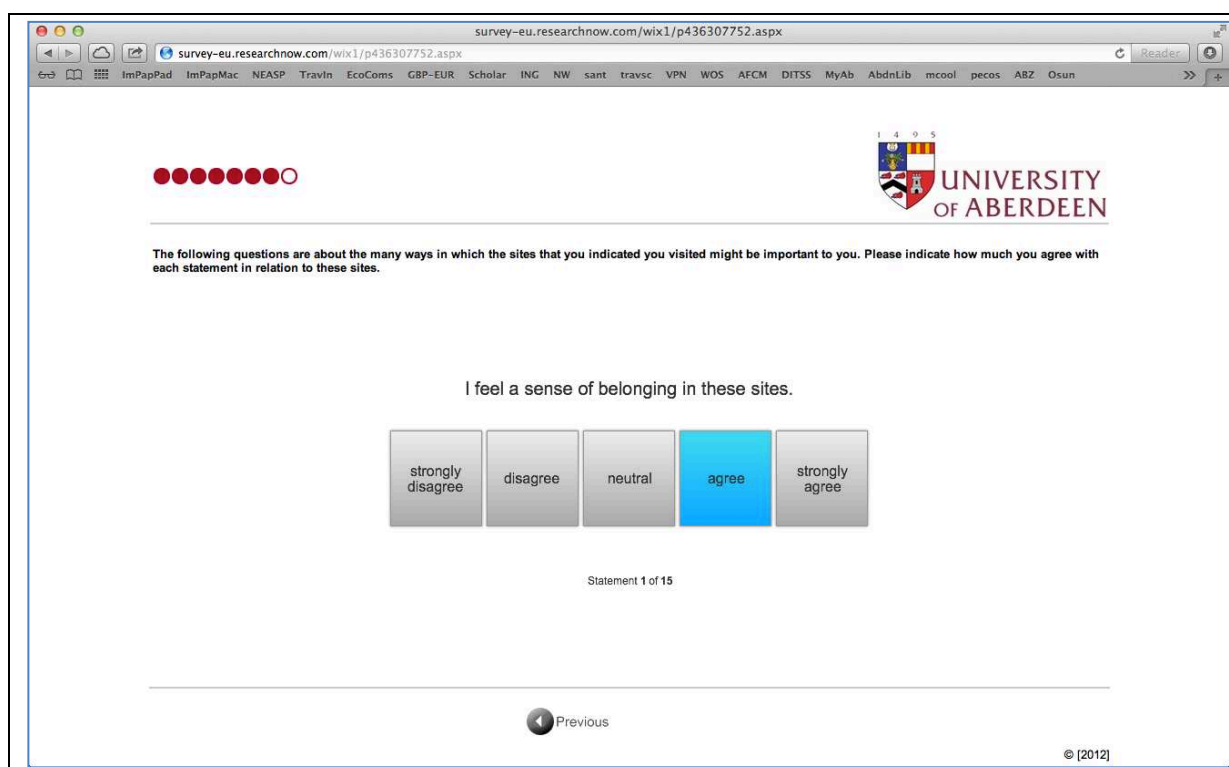 survey-eu.researchnow.com/wix1/p436307752.aspx
survey-eu.researchnow.com/wix1/p436307752.aspx
Reader
ImPapPad ImPapMac NEASP TravIn EcoComs GBP-EUR Scholar ING NW sant travsc VPN WOS AFCM DITSS MyAb AbdnLib mcool pecos ABZ Osun
1 4 9 5
UNIVERSITY
OF ABERDEEN
The following questions are about the many ways in which the sites that you indicated you visited might be important to you. Please indicate how much you agree with
each statement in relation to these sites.
I feel a sense of belonging in these sites.
strongly
disagree
disagree
neutral
agree
strongly
agree
Statement 1 of 15
Previous
© [2012]